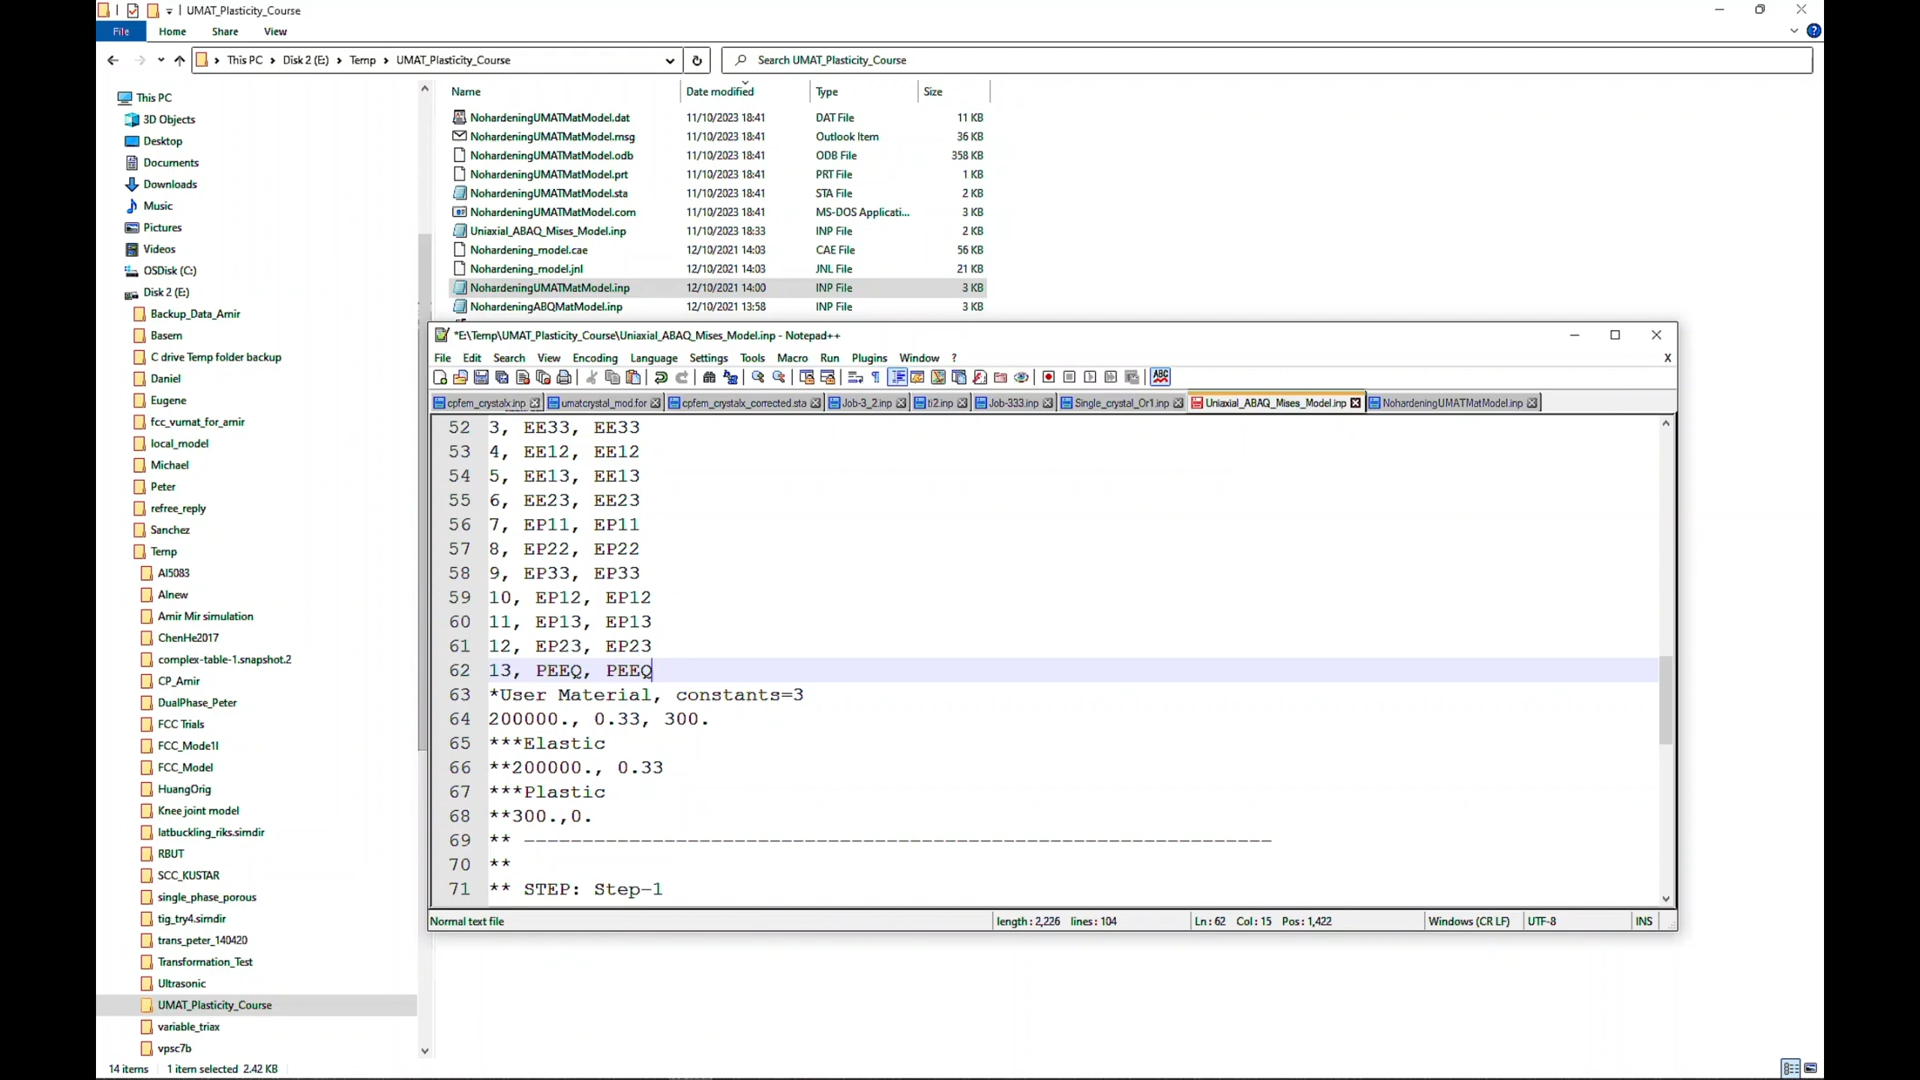 UMAT_Plasticity_Course
File Home Share View
This PC Disk 2 (E:) Temp UMAT_Plasticity_Course
Search UMAT_Plasticity_Course
This PC
3D Objects
Desktop
Documents
Downloads
Music
Pictures
Videos
OSDisk (C:)
Disk 2 (E:)
Backup_Data_Amir
Basem
C drive Temp folder backup
Daniel
Eugene
fcc_vumat_for_amir
local_model
Michael
Peter
refree_reply
Sanchez
Temp
Al5083
Alnew
Amir Mir simulation
ChenHe2017
complex-table-1.snapshot.2
CP_Amir
DualPhase_Peter
FCC Trials
FCC_Mode1l
FCC_Model
HuangOrig
Knee joint model
latbuckling_riks.simdir
RBUT
SCC_KUSTAR
single_phase_porous
tig_try4.simdir
trans_peter_140420
Transformation_Test
Ultrasonic
UMAT_Plasticity_Course
variable_triax
vpsc7b
Name Date modified Type Size
NohardeningUMATMatModel.dat 11/10/2023 18:41 DAT File 11 KB
NohardeningUMATMatModel.msg 11/10/2023 18:41 Outlook Item 36 KB
NohardeningUMATMatModel.odb 11/10/2023 18:41 ODB File 358 KB
NohardeningUMATMatModel.prt 11/10/2023 18:41 PRT File 1 KB
NohardeningUMATMatModel.sta 11/10/2023 18:41 STA File 2 KB
NohardeningUMATMatModel.com 11/10/2023 18:41 MS-DOS Applicati... 3 KB
Uniaxial_ABAQ_Mises_Model.inp 11/10/2023 18:33 INP File 2 KB
Nohardening_model.cae 12/10/2021 14:03 CAE File 56 KB
Nohardening_model.jnl 12/10/2021 14:03 JNL File 21 KB
NohardeningUMATMatModel.inp 12/10/2021 14:00 INP File 3 KB
NohardeningABQMatModel.inp 12/10/2021 13:58 INP File 3 KB
*E:\Temp\UMAT_Plasticity_Course\Uniaxial_ABAQ_Mises_Model.inp - Notepad++
File Edit Search View Encoding Language Settings Tools Macro Run Plugins Window ? X
ABC
cpfem_crystalx.inp umatcrystal_mod.for cpfem_crystalx_corrected.sta Job-3_2.inp ti2.inp Job-333.inp Single_crystal_Or1.inp Uniaxial_ABAQ_Mises_Model.inp NohardeningUMATMatModel.inp
52 3, EE33, EE33
53 4, EE12, EE12
54 5, EE13, EE13
55 6, EE23, EE23
56 7, EP11, EP11
57 8, EP22, EP22
58 9, EP33, EP33
59 10, EP12, EP12
60 11, EP13, EP13
61 12, EP23, EP23
62 13, PEEQ, PEEQ
63 *User Material, constants=3
64 200000., 0.33, 300.
65 ***Elastic
66 **200000., 0.33
67 ***Plastic
68 **300.,0.
69 ** ----------------------------------------------------------------
70 **
71 ** STEP: Step-1
Normal text file length : 2,226 lines : 104 Ln : 62 Col : 15 Pos : 1,422 Windows (CR LF) UTF-8 INS
14 items 1 item selected 2.42 KB